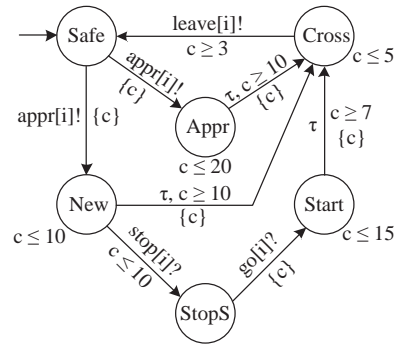 Safe
leave[i]!
c ≥ 3
Cross
c ≤ 5
appr[i]!
{c}
τ, c ≥ 10
{c}
Appr
c ≤ 20
appr[i]! {c}
τ
c ≥ 7
{c}
New
c ≤ 10
τ, c ≥ 10
{c}
Start
c ≤ 15
stop[i]?
c ≤ 10
go[i]?
{c}
StopS